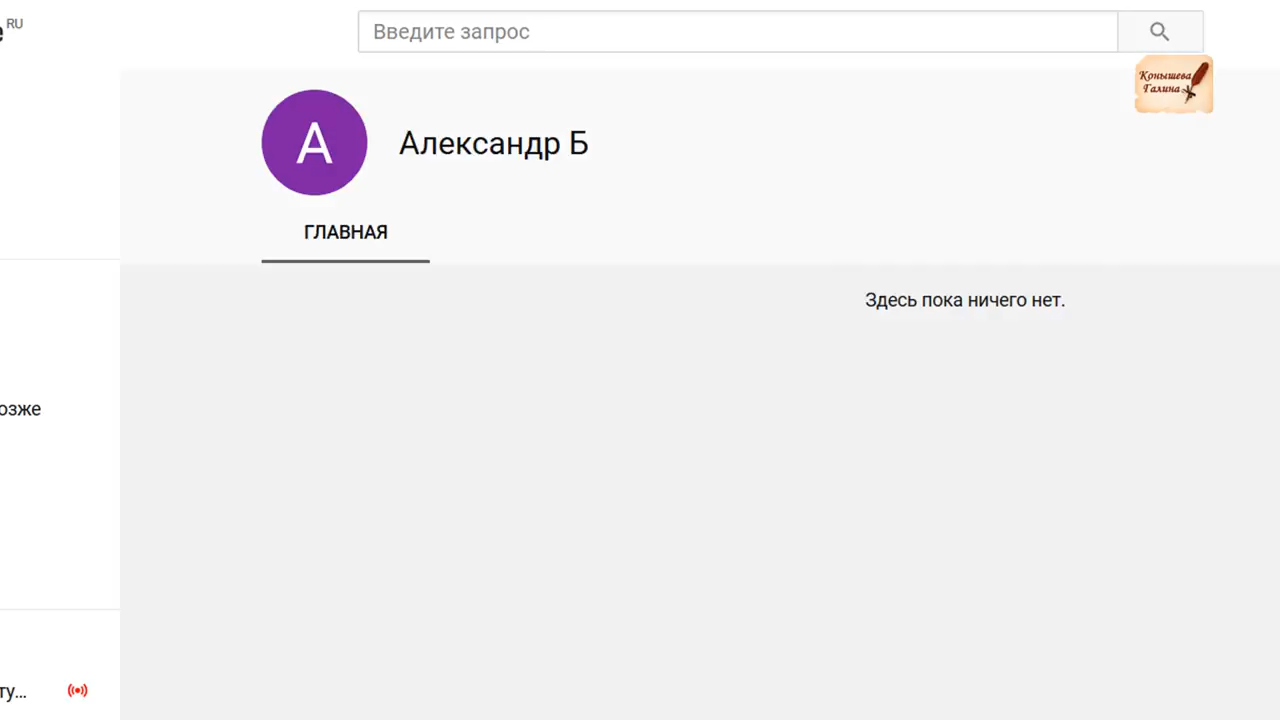 RU
Введите запрос
Конышева
Галина
А
Александр Б
ГЛАВНАЯ
Здесь пока ничего нет.
озже
ту...